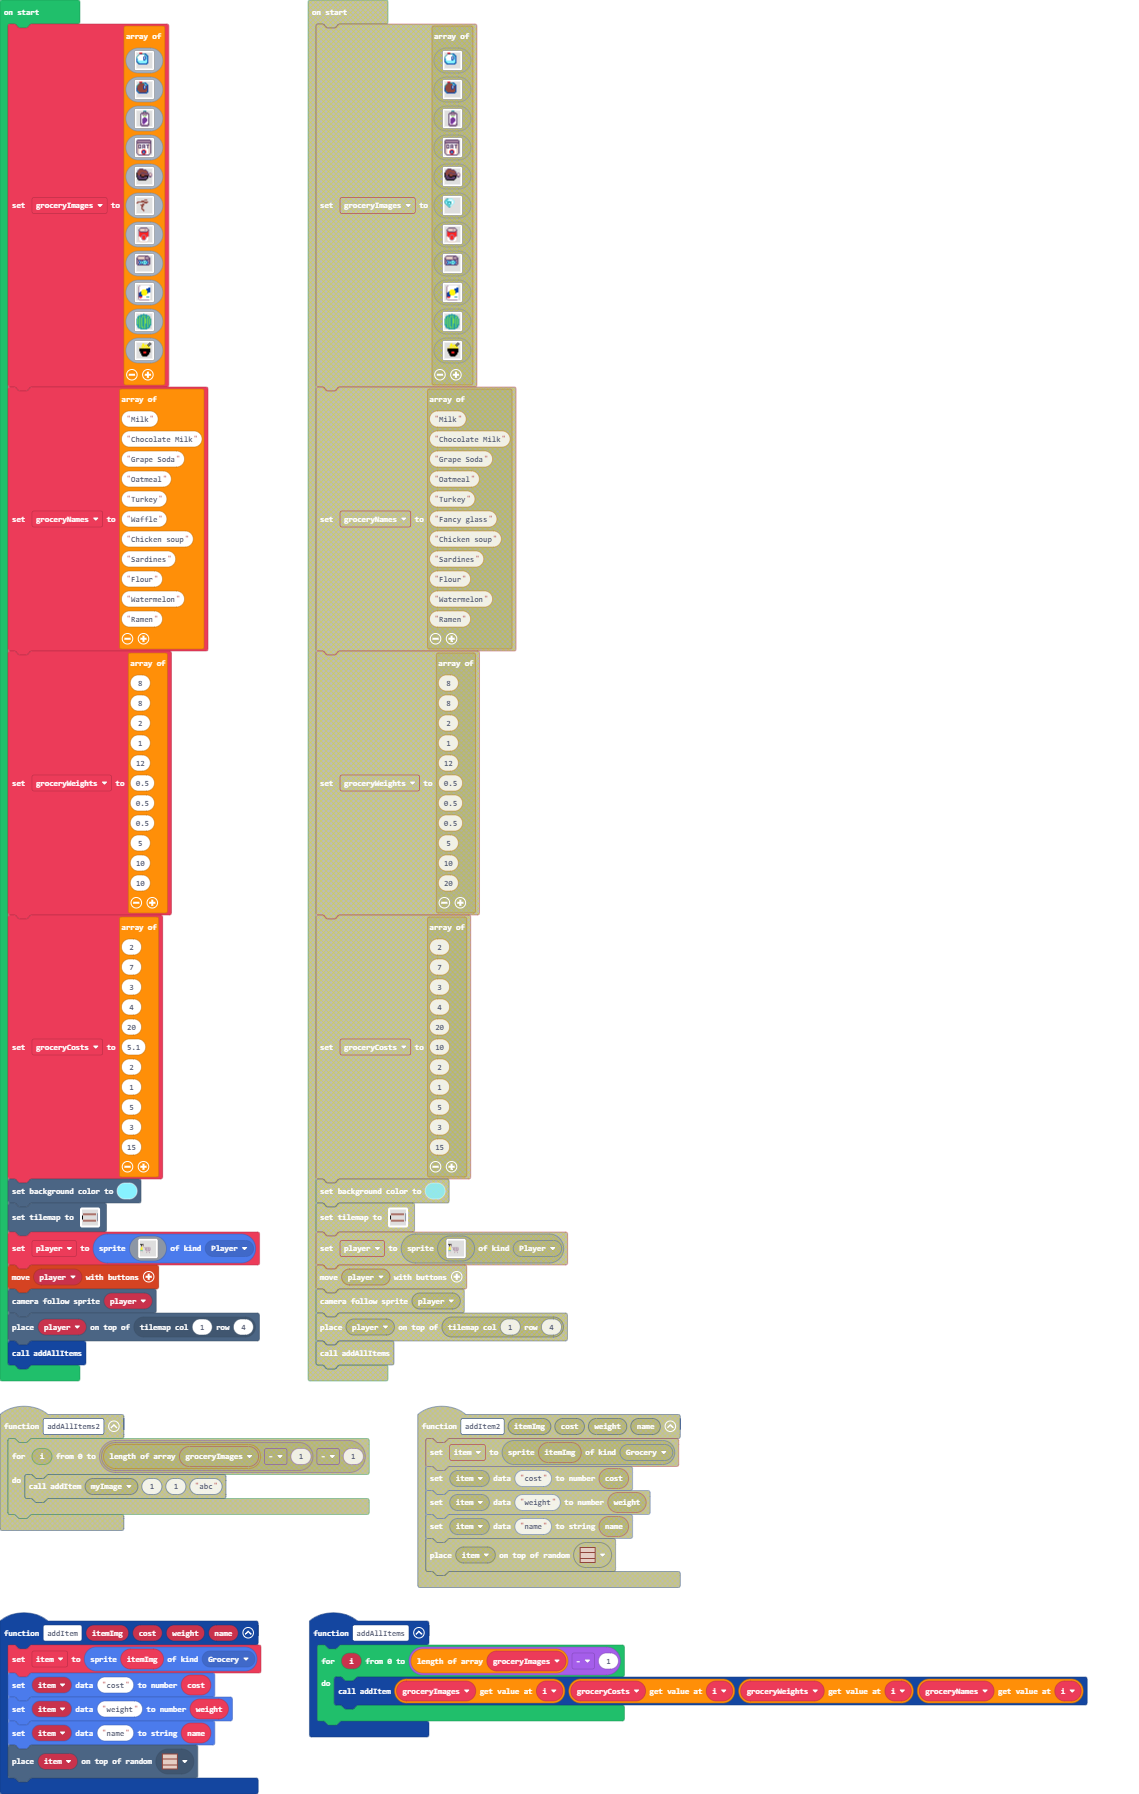 on start
array of
set groceryImages to
array of
"Milk"
"Chocolate Milk"
"Grape Soda"
"Oatmeal"
"Turkey"
set groceryNames to "Waffle"
"Chicken soup"
"Sardines"
"Flour"
"Watermelon"
"Ramen"
array of
8
8
2
1
12
set groceryWeights to 0.5
0.5
0.5
5
10
10
array of
2
7
3
4
20
set groceryCosts to 5.1
2
1
5
3
15
set background color to
set tilemap to
set player to sprite of kind Player
move player with buttons
camera follow sprite player
place player on top of tilemap col 1 row 4
call addAllItems
on start
array of
set groceryImages to
array of
"Milk"
"Chocolate Milk"
"Grape Soda"
"Oatmeal"
"Turkey"
set groceryNames to "Fancy glass"
"Chicken soup"
"Sardines"
"Flour"
"Watermelon"
"Ramen"
array of
8
8
2
1
12
set groceryWeights to 0.5
0.5
0.5
5
10
20
array of
2
7
3
4
20
set groceryCosts to 10
2
1
5
3
15
set background color to
set tilemap to
set player to sprite of kind Player
move player with buttons
camera follow sprite player
place player on top of tilemap col 1 row 4
call addAllItems
function addAllItems2
for i from 0 to length of array groceryImages - 1 - 1
do
call addItem myImage 1 1 "abc"
function addItem2 itemImg cost weight name
set item to sprite itemImg of kind Grocery
set item data "cost" to number cost
set item data "weight" to number weight
set item data "name" to string name
place item on top of random
function addItem itemImg cost weight name
set item to sprite itemImg of kind Grocery
set item data "cost" to number cost
set item data "weight" to number weight
set item data "name" to string name
place item on top of random
function addAllItems
for i from 0 to length of array groceryImages - 1
do
call addItem groceryImages get value at i groceryCosts get value at i groceryWeights get value at i groceryNames get value at i